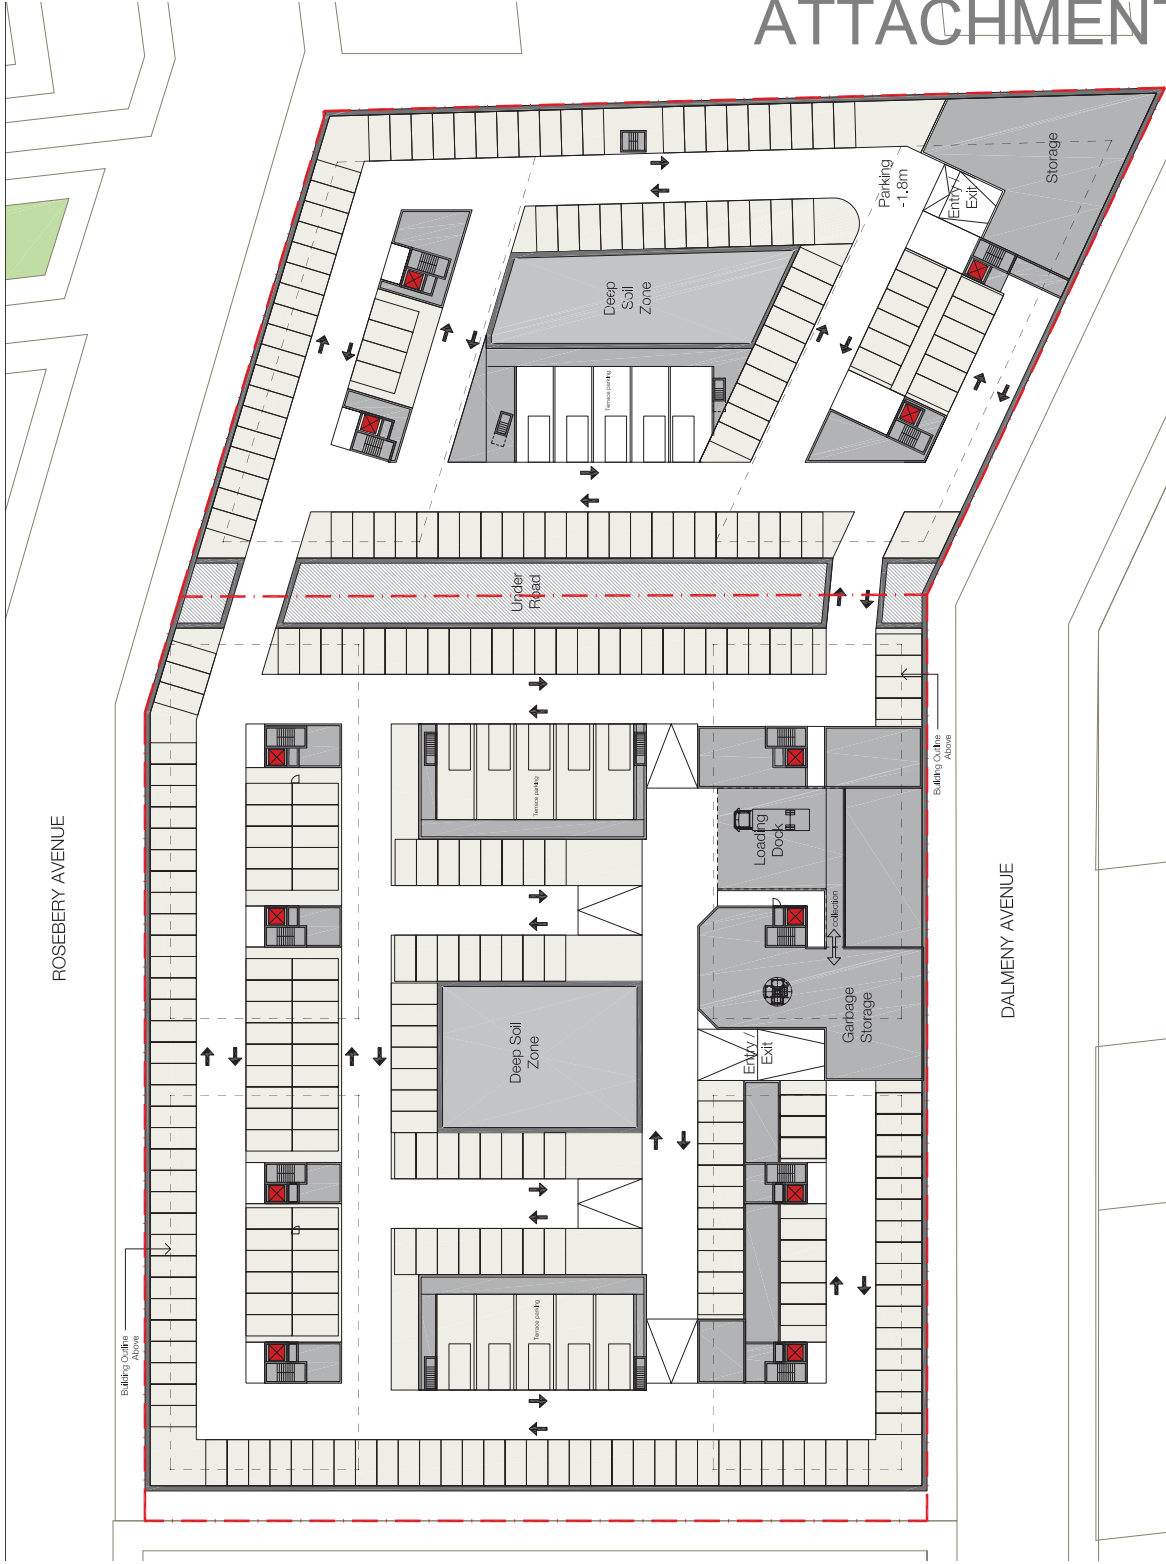 ATTACHMENT
Storage
Parking
-1.8m
Entry /
Exit
Deep
Soil
Zone
Terrace parking
Under
Road
Building Outline
Above
Terrace parking
Loading
Dock
ROSEBERY AVENUE
DALMENY AVENUE
collection
Garbage
Storage
Entry /
Exit
Deep Soil
Zone
Building Outline
Above
Terrace parking